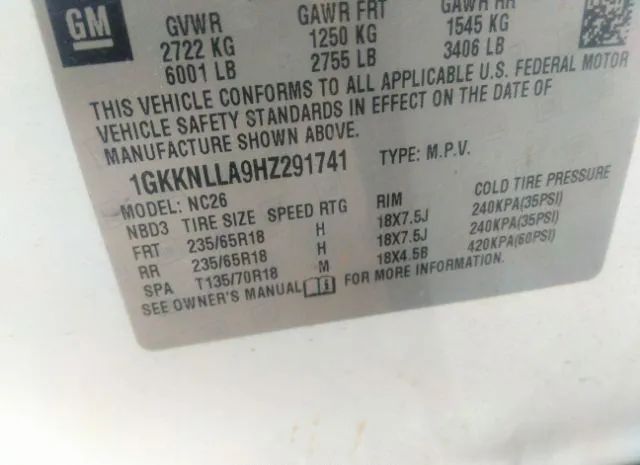 GM
GVWR GAWR FRT GAWR RR
2722 KG 1250 KG 1545 KG
6001 LB 2755 LB 3406 LB
THIS VEHICLE CONFORMS TO ALL APPLICABLE U.S. FEDERAL MOTOR
VEHICLE SAFETY STANDARDS IN EFFECT ON THE DATE OF
MANUFACTURE SHOWN ABOVE.
1GKKNLLA9HZ291741 TYPE: M.P.V.
MODEL: NC26
NBD3 TIRE SIZE SPEED RTG RIM COLD TIRE PRESSURE
FRT 235/65R18 H 18X7.5J 240KPA(35PSI)
RR 235/65R18 H 18X7.5J 240KPA(35PSI)
SPA T135/70R18 M 18X4.5B 420KPA(60PSI)
SEE OWNER'S MANUAL FOR MORE INFORMATION.